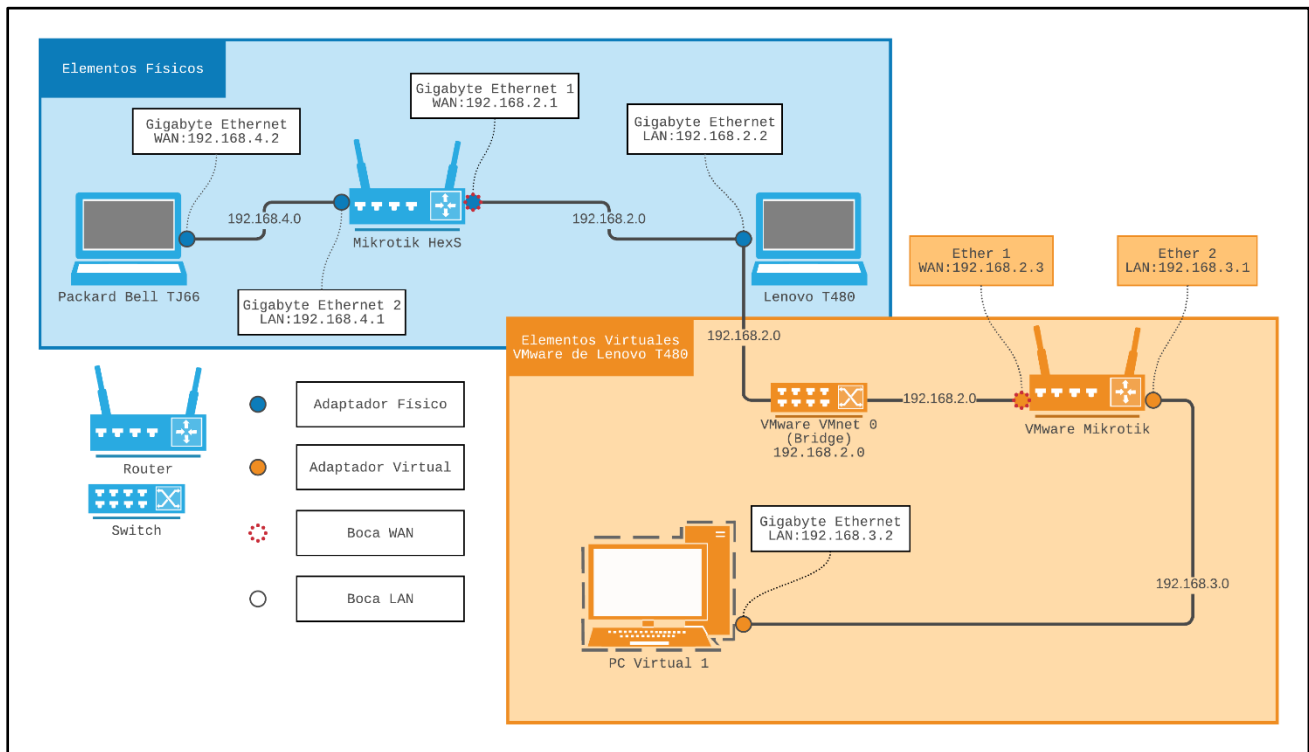 Elementos Físicos
Gigabyte Ethernet 1
WAN:192.168.2.1
Gigabyte Ethernet
WAN:192.168.4.2
Gigabyte Ethernet
LAN:192.168.2.2
192.168.4.0
192.168.2.0
Mikrotik HexS
Packard Bell TJ66
Gigabyte Ethernet 2
LAN:192.168.4.1
Lenovo T480
Ether 1
WAN:192.168.2.3
Ether 2
LAN:192.168.3.1
Elementos Virtuales
VMware de Lenovo T480
192.168.2.0
192.168.2.0
VMware VMnet 0
(Bridge)
192.168.2.0
VMware Mikrotik
Gigabyte Ethernet
LAN:192.168.3.2
192.168.3.0
PC Virtual 1
Router
Switch
Adaptador Físico
Adaptador Virtual
Boca WAN
Boca LAN